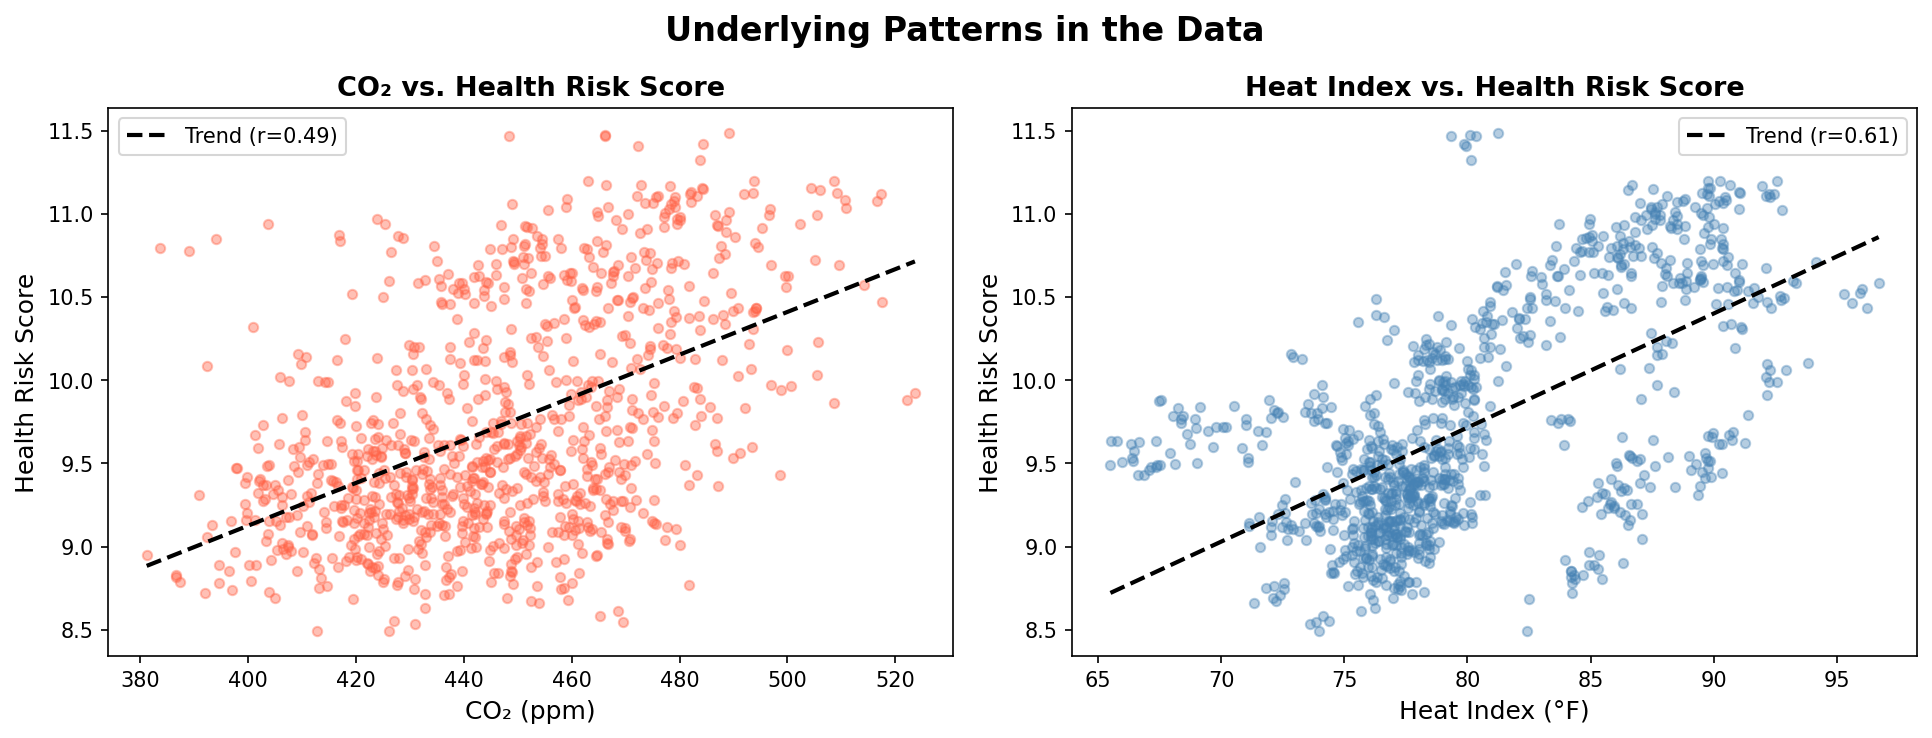 Underlying Patterns in the Data
CO₂ vs. Health Risk Score
Trend (r=0.49)
Health Risk Score
11.5
11.0
10.5
10.0
9.5
9.0
8.5
380 400 420 440 460 480 500 520
CO₂ (ppm)
Heat Index vs. Health Risk Score
Trend (r=0.61)
Health Risk Score
11.5
11.0
10.5
10.0
9.5
9.0
8.5
65 70 75 80 85 90 95
Heat Index (°F)